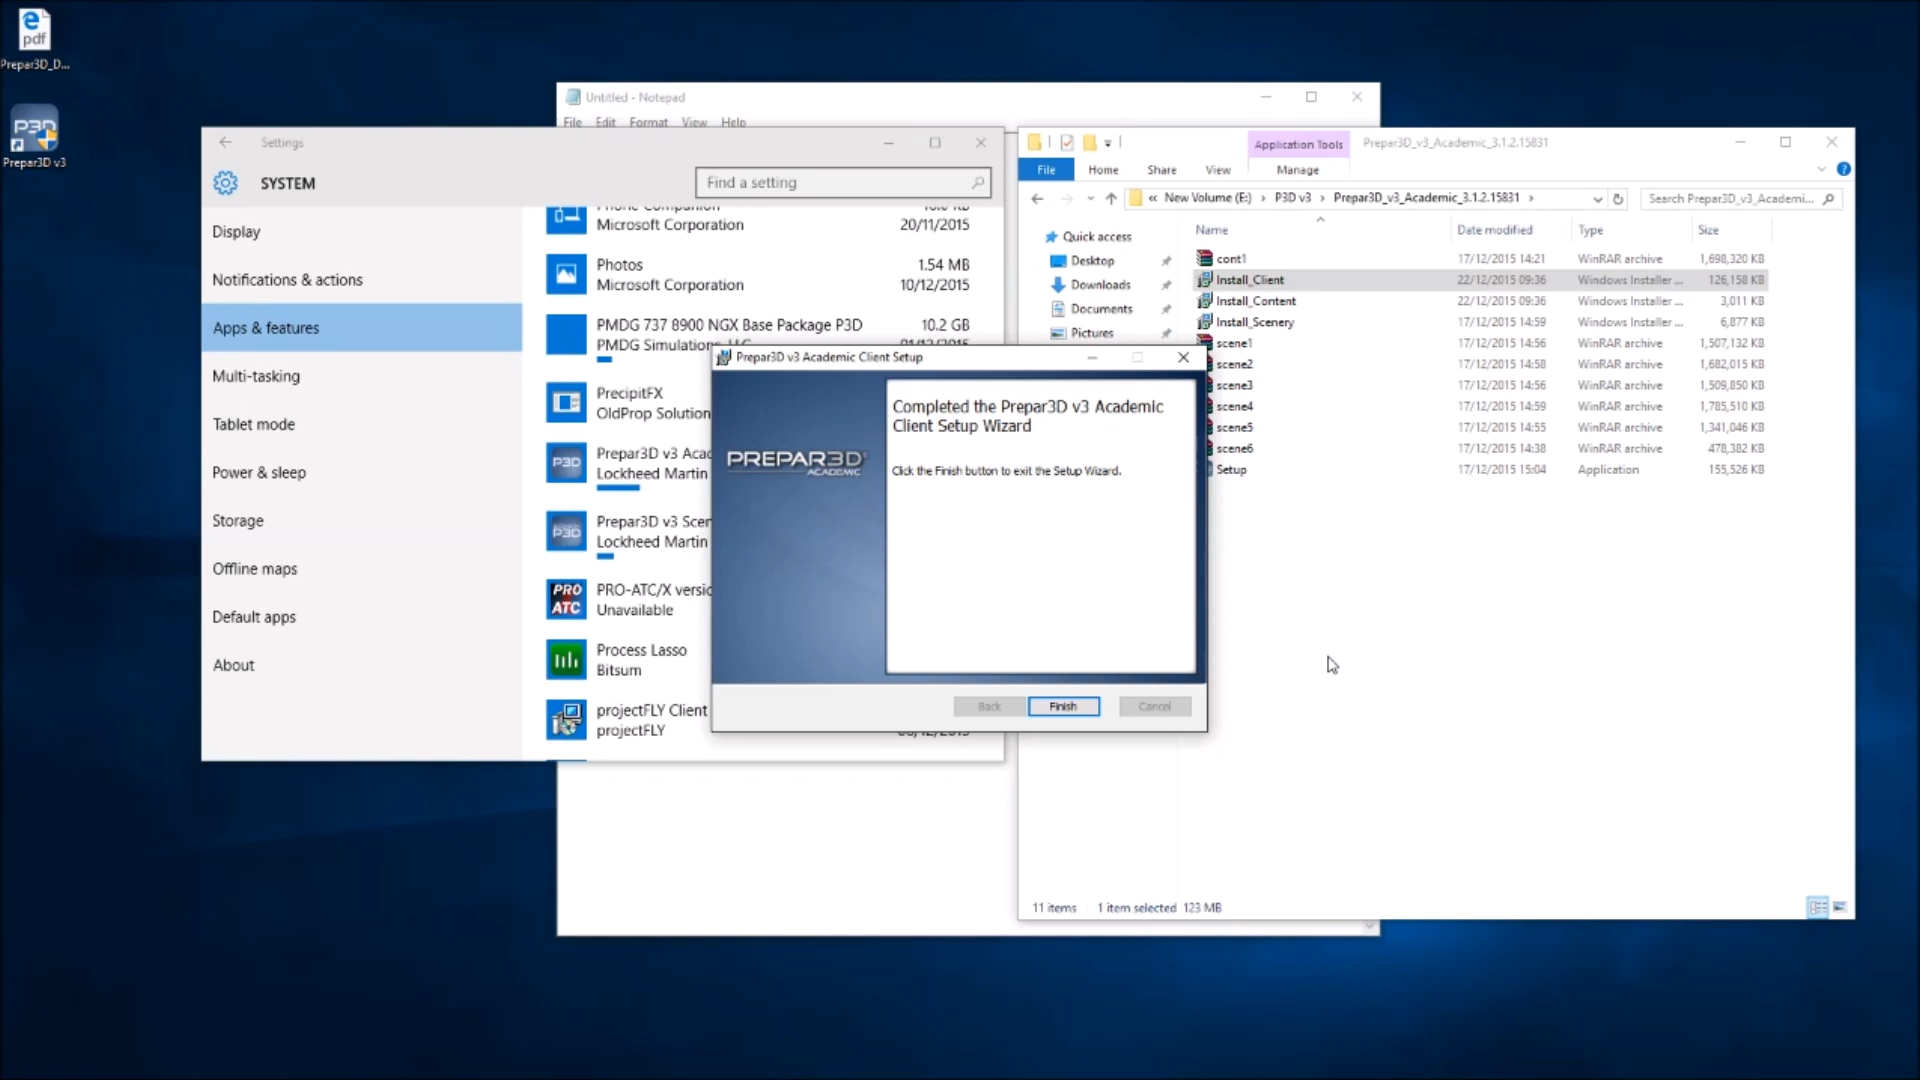 pdf
Prepar3D_D...
P3D
Prepar3D v3
Untitled - Notepad
File Edit Format View Help
Settings
SYSTEM
Find a setting
Display
Notifications & actions
Apps & features
Multi-tasking
Tablet mode
Power & sleep
Storage
Offline maps
Default apps
About
Phone Companion
Microsoft Corporation 20/11/2015
Photos 1.54 MB
Microsoft Corporation 10/12/2015
PMDG 737 8900 NGX Base Package P3D 10.2 GB
PMDG Simulations
PrecipitFX
OldProp Solution
P3D
Prepar3D v3 Acad
Lockheed Martin
P3D
Prepar3D v3 Scen
Lockheed Martin
PRO ATC
PRO-ATC/X versio
Unavailable
Process Lasso
Bitsum
projectFLY Client
projectFLY
Prepar3D v3 Academic Client Setup
PREPAR3D
ACADEMIC
Completed the Prepar3D v3 Academic
Client Setup Wizard
Click the Finish button to exit the Setup Wizard.
Back Finish Cancel
Application Tools Prepar3D_v3_Academic_3.1.2.15831
File Home Share View Manage
« New Volume (E:) > P3D v3 > Prepar3D_v3_Academic_3.1.2.15831 >
Search Prepar3D_v3_Academi...
Quick access
Desktop
Downloads
Documents
Pictures
Name Date modified Type Size
cont1 17/12/2015 14:21 WinRAR archive 1,698,320 KB
Install_Client 22/12/2015 09:36 Windows Installer ... 126,158 KB
Install_Content 22/12/2015 09:36 Windows Installer ... 3,011 KB
Install_Scenery 17/12/2015 14:59 Windows Installer ... 6,877 KB
scene1 17/12/2015 14:56 WinRAR archive 1,507,132 KB
scene2 17/12/2015 14:58 WinRAR archive 1,682,015 KB
scene3 17/12/2015 14:56 WinRAR archive 1,509,850 KB
scene4 17/12/2015 14:59 WinRAR archive 1,785,510 KB
scene5 17/12/2015 14:55 WinRAR archive 1,341,046 KB
scene6 17/12/2015 14:38 WinRAR archive 478,382 KB
Setup 17/12/2015 15:04 Application 155,526 KB
11 items 1 item selected 123 MB